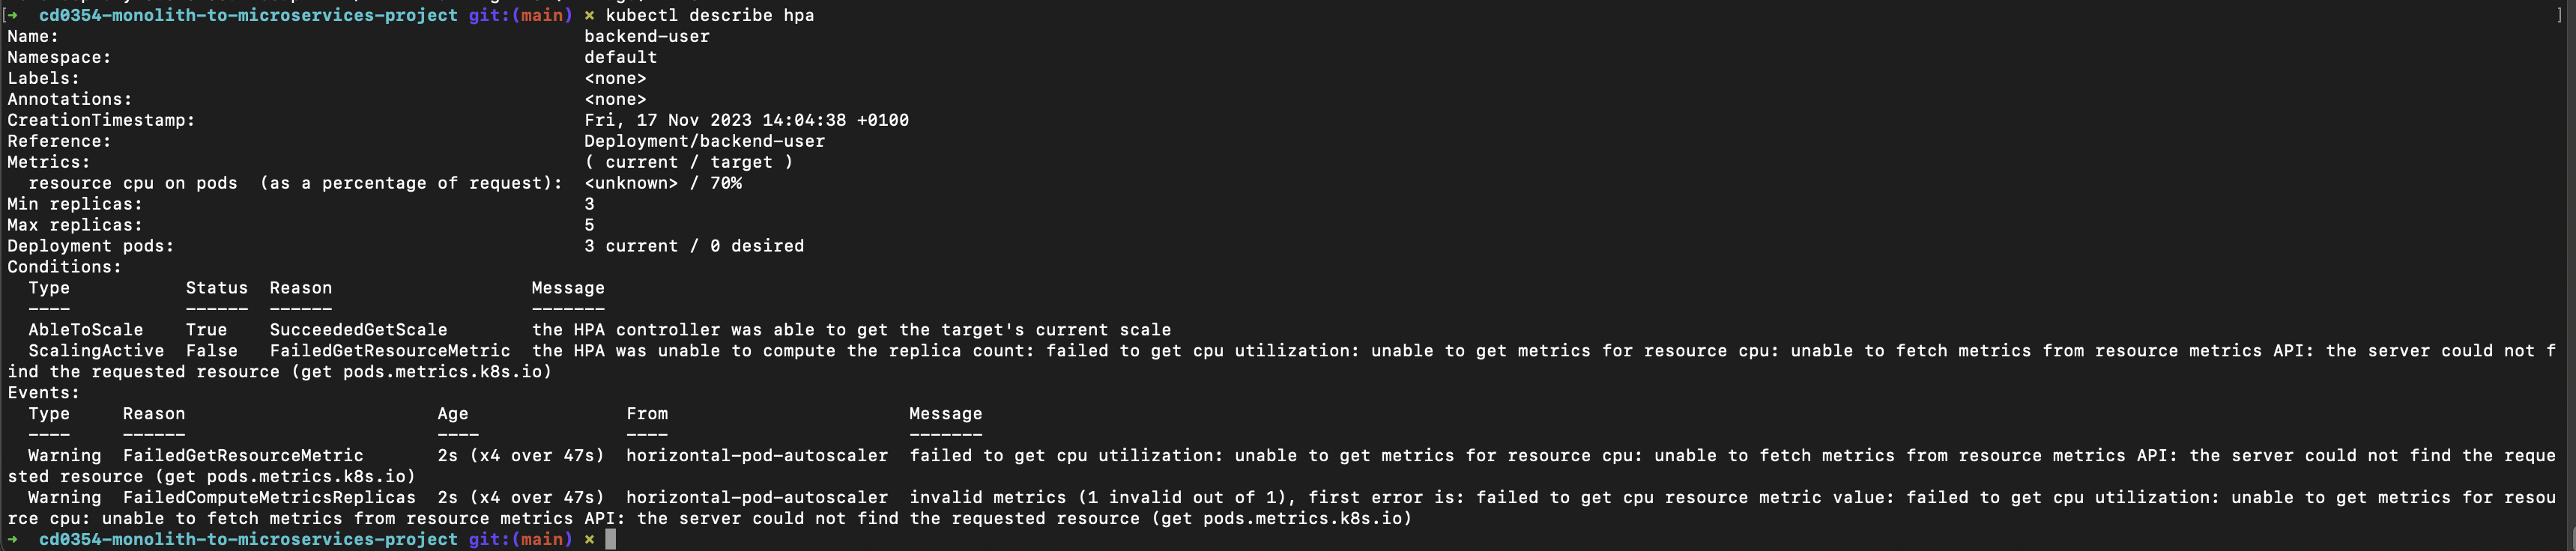 [➜  cd0354-monolith-to-microservices-project git:(main) ✗ kubectl describe hpa ]
Name:                                                  backend-user
Namespace:                                             default
Labels:                                                <none>
Annotations:                                           <none>
CreationTimestamp:                                     Fri, 17 Nov 2023 14:04:38 +0100
Reference:                                             Deployment/backend-user
Metrics:                                               ( current / target )
  resource cpu on pods  (as a percentage of request):  <unknown> / 70%
Min replicas:                                          3
Max replicas:                                          5
Deployment pods:                                       3 current / 0 desired
Conditions:
  Type           Status  Reason                   Message
  ----           ------  ------                   -------
  AbleToScale    True    SucceededGetScale        the HPA controller was able to get the target's current scale
  ScalingActive  False   FailedGetResourceMetric  the HPA was unable to compute the replica count: failed to get cpu utilization: unable to get metrics for resource cpu: unable to fetch metrics from resource metrics API: the server could not f
ind the requested resource (get pods.metrics.k8s.io)
Events:
  Type     Reason                        Age               From                       Message
  ----     ------                        ----              ----                       -------
  Warning  FailedGetResourceMetric       2s (x4 over 47s)  horizontal-pod-autoscaler  failed to get cpu utilization: unable to get metrics for resource cpu: unable to fetch metrics from resource metrics API: the server could not find the reque
sted resource (get pods.metrics.k8s.io)
  Warning  FailedComputeMetricsReplicas  2s (x4 over 47s)  horizontal-pod-autoscaler  invalid metrics (1 invalid out of 1), first error is: failed to get cpu resource metric value: failed to get cpu utilization: unable to get metrics for resou
rce cpu: unable to fetch metrics from resource metrics API: the server could not find the requested resource (get pods.metrics.k8s.io)
➜  cd0354-monolith-to-microservices-project git:(main) ✗